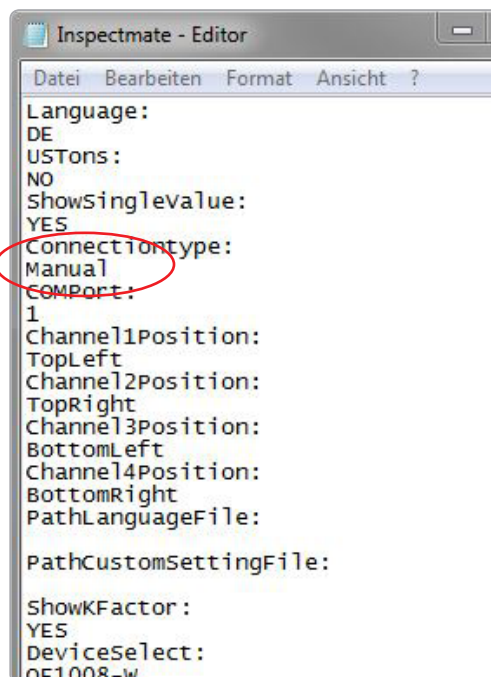 Inspectmate - Editor
Datei Bearbeiten Format Ansicht ?
Language:
DE
USTons:
NO
ShowSingleValue:
YES
Connectiontype:
Manual
COMPort:
1
Channel1Position:
TopLeft
Channel2Position:
TopRight
Channel3Position:
BottomLeft
Channel4Position:
BottomRight
PathLanguageFile:
PathCustomSettingFile:
ShowKFactor:
YES
DeviceSelect: